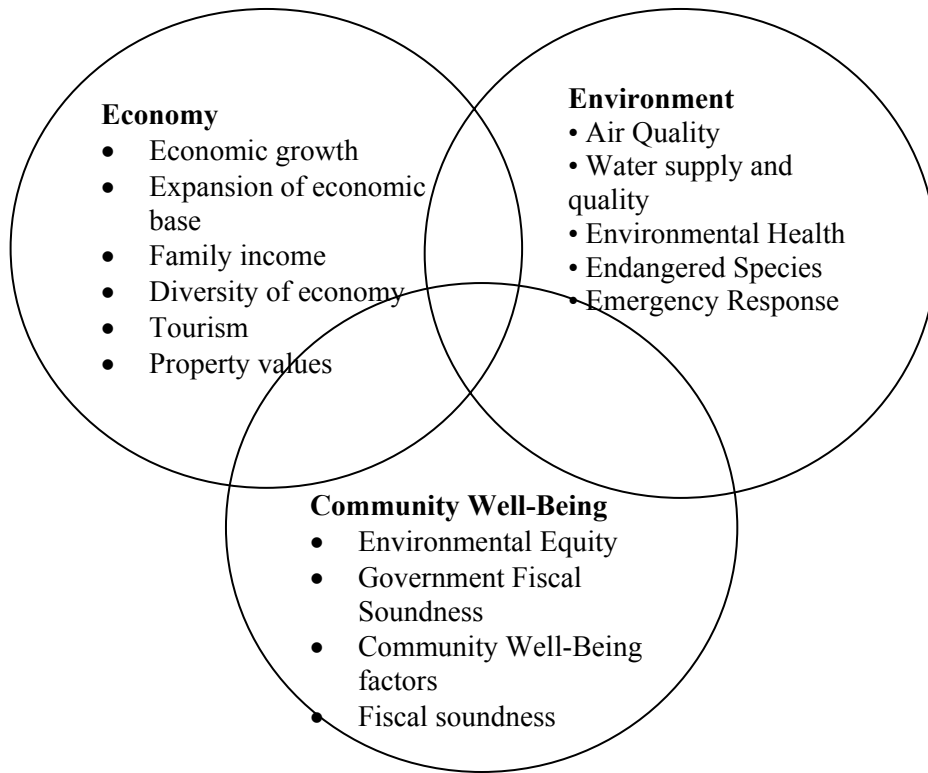 Economy
• Economic growth
• Expansion of economic
base
• Family income
• Diversity of economy
• Tourism
• Property values
Environment
• Air Quality
• Water supply and
quality
• Environmental Health
• Endangered Species
• Emergency Response
Community Well-Being
• Environmental Equity
• Government Fiscal
Soundness
• Community Well-Being
factors
• Fiscal soundness